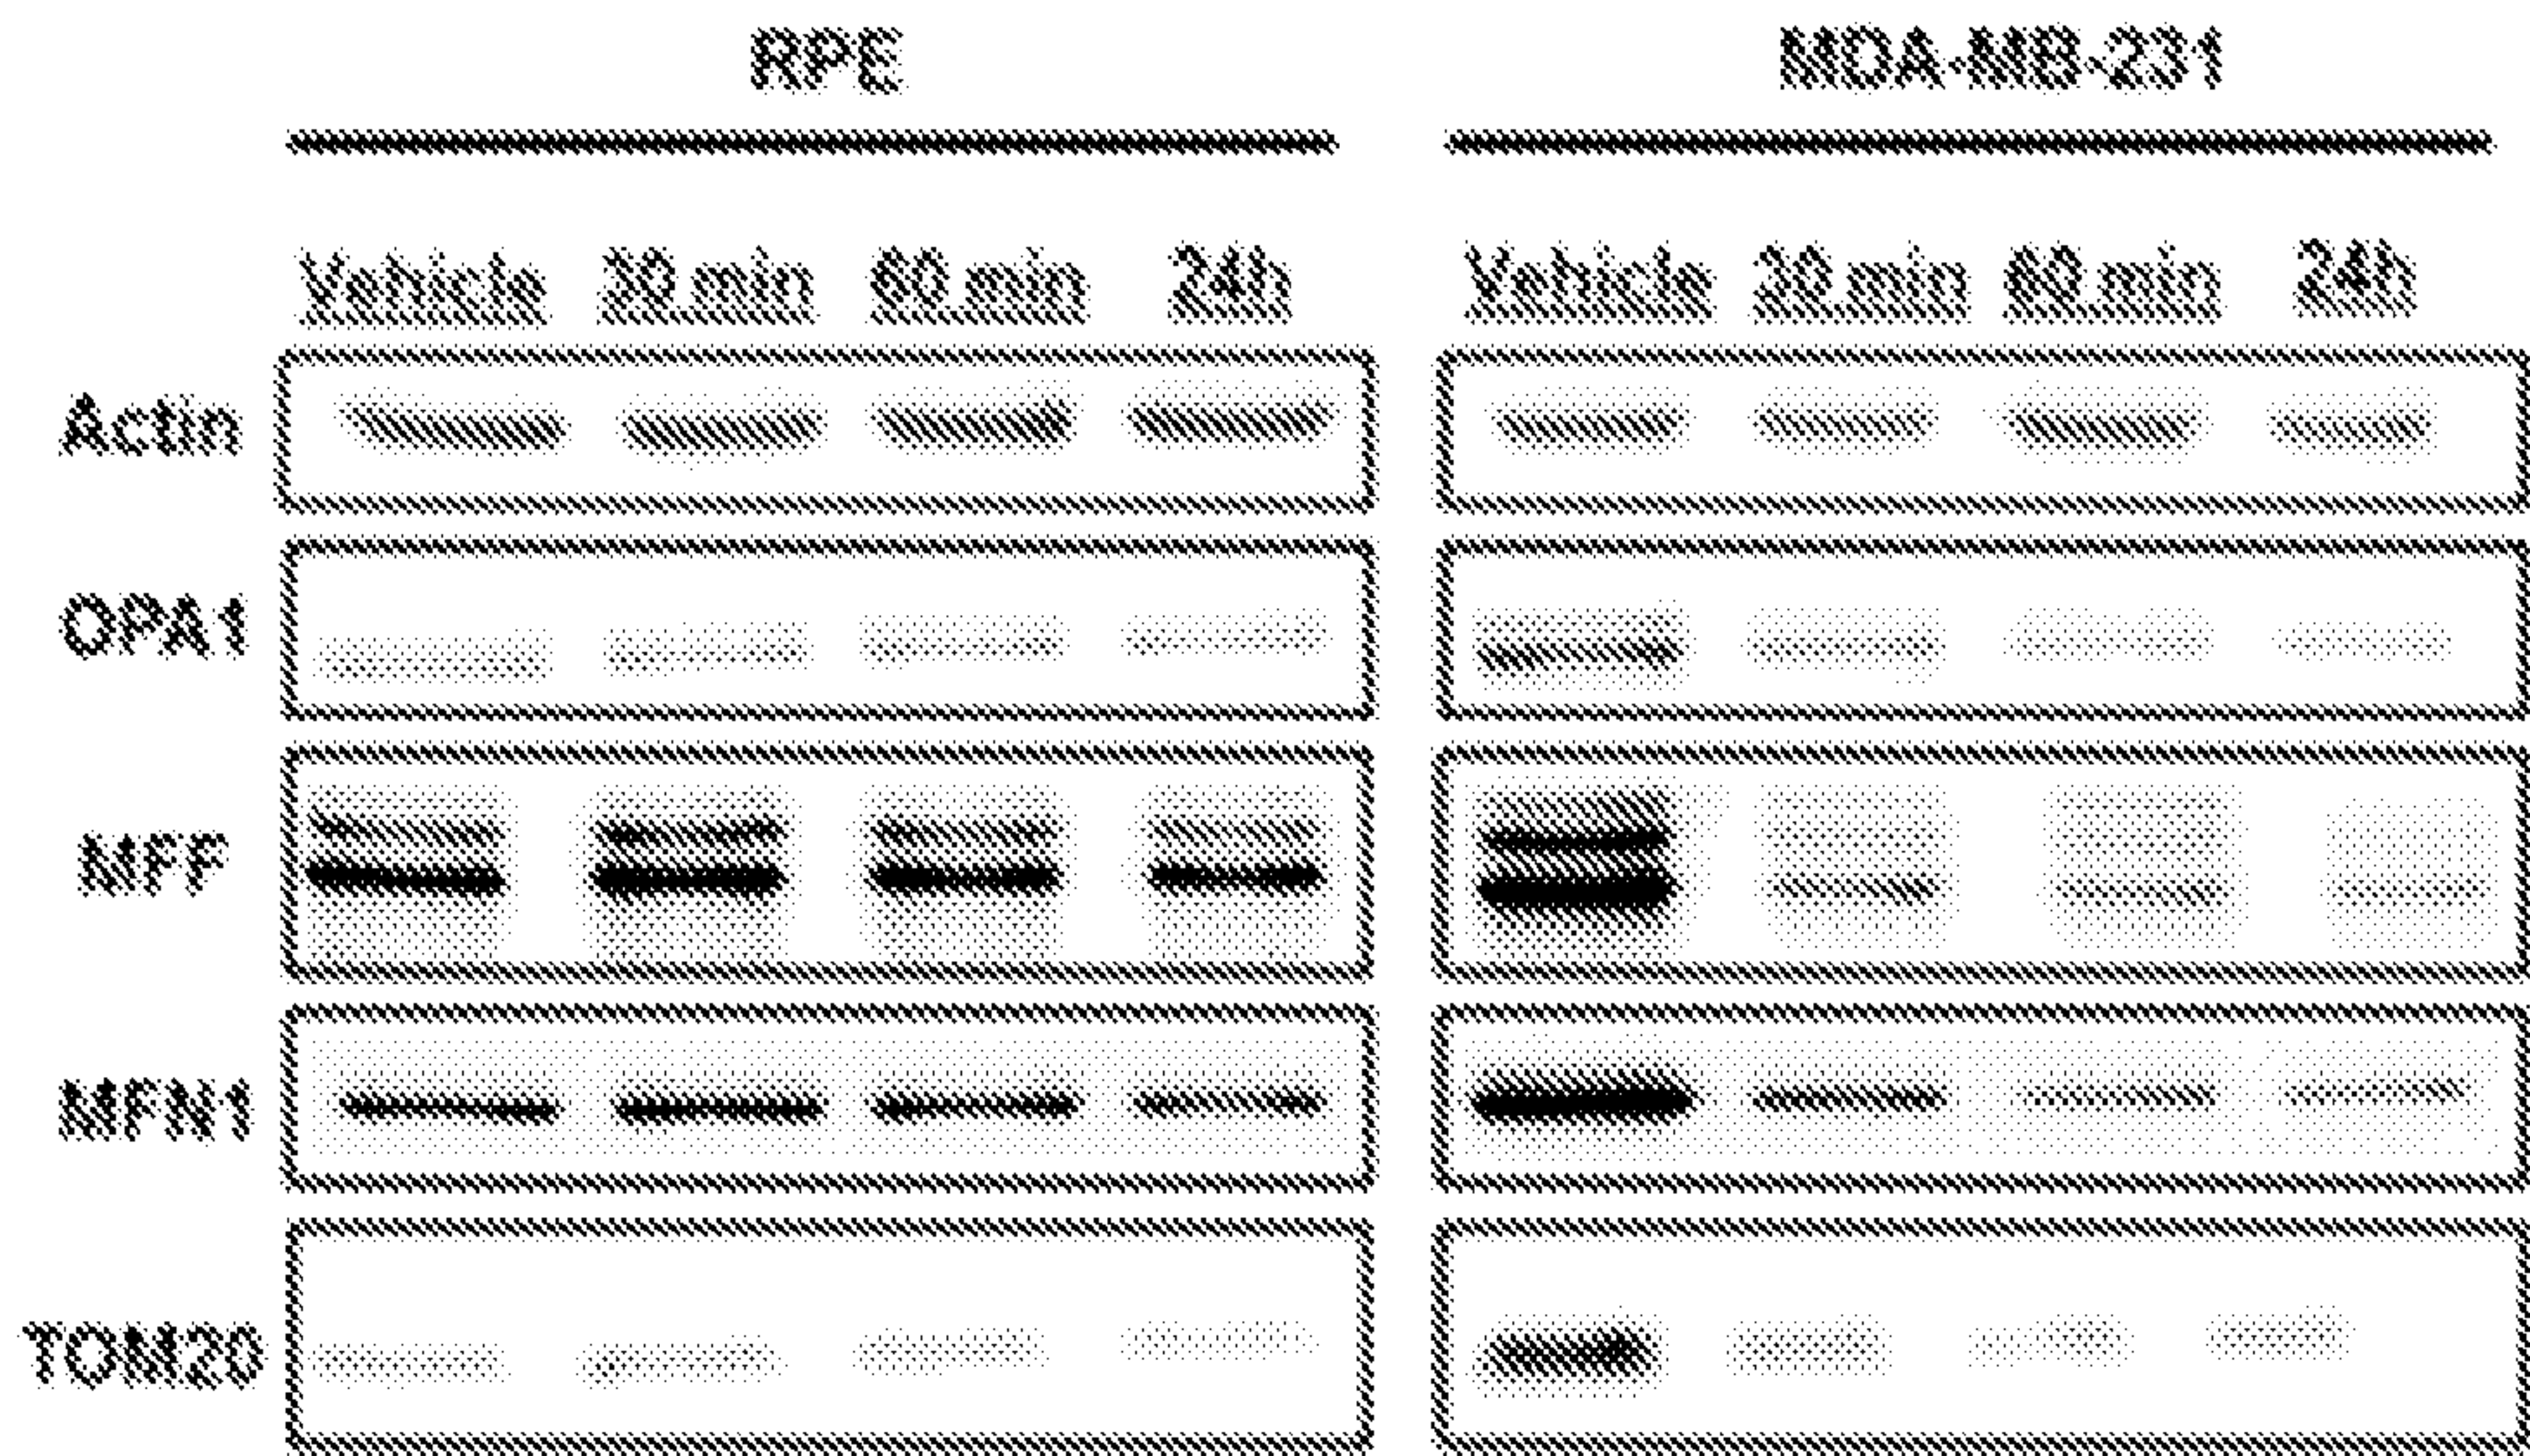 RPE MDA-MB-231
Vehicle 30 min 60 min 24h Vehicle 30 min 60 min 24h
Actin
OPA1
MFF
MFN1
TOM20